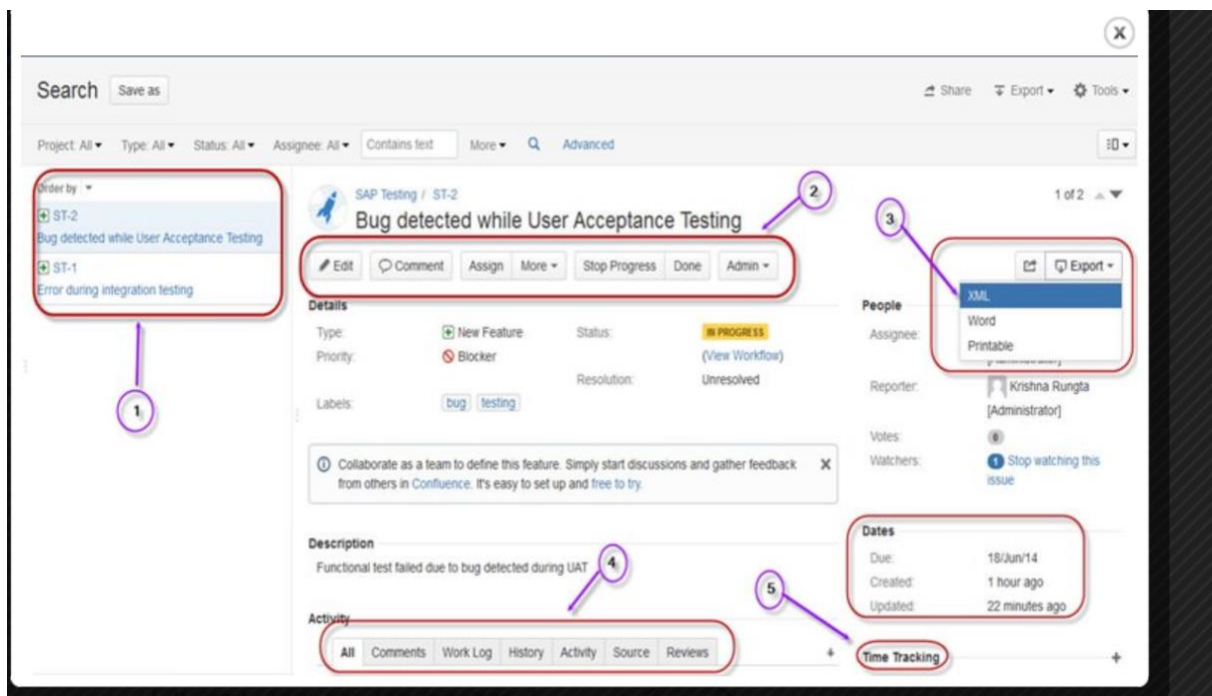 X
Search Save as
Share Export Tools
Project: All Type: All Status: All Assignee: All Contains text More Advanced
Order by
ST-2
Bug detected while User Acceptance Testing
ST-1
Error during integration testing
1
SAP Testing / ST-2
Bug detected while User Acceptance Testing
2
1 of 2
Edit Comment Assign More Stop Progress Done Admin
3
Export
XML
Word
Printable
Details
Type: New Feature Status: IN PROGRESS
Priority: Blocker (View Workflow)
Resolution: Unresolved
Labels: bug testing
People
Assignee:
[Administrator]
Reporter: Krishna Rungta
[Administrator]
Votes: 0
Watchers: 1 Stop watching this
issue
Collaborate as a team to define this feature. Simply start discussions and gather feedback X
from others in Confluence. It's easy to set up and free to try.
Description
Functional test failed due to bug detected during UAT
4
Dates
Due: 18/Jun/14
Created: 1 hour ago
Updated: 22 minutes ago
5
Activity
All Comments Work Log History Activity Source Reviews
Time Tracking +